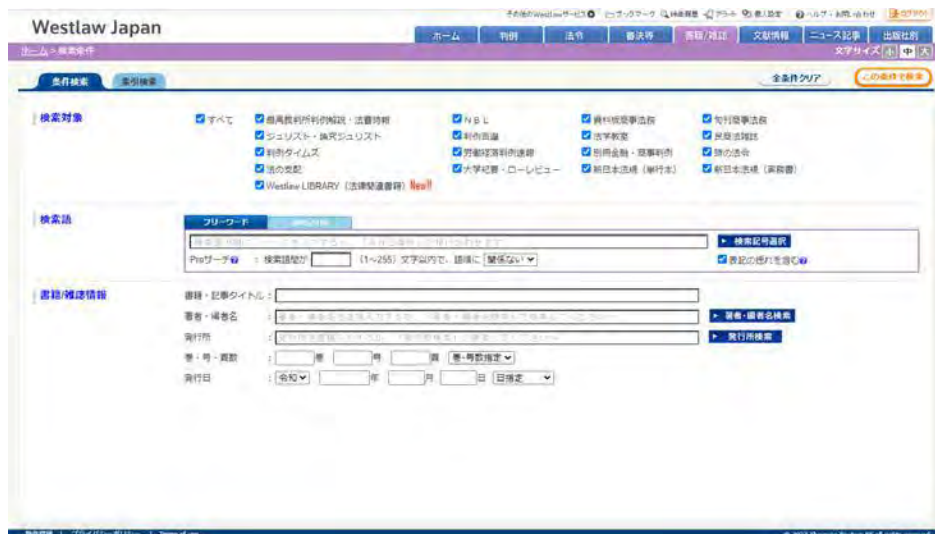 Westlaw Japan
その他のWestlawサービス ブックマーク 検索履歴 アラート 個人設定 ヘルプ・お問い合わせ ログアウト
ホーム 判例 法令 審決等 書籍/雑誌 文献情報 ニュース記事 出版社別
ホーム > 検索条件
文字サイズ 小 中 大
条件検索 索引検索
全条件クリア この条件で検索
検索対象
すべて 最高裁判所判例解説・法曹時報 NBL 資料版商事法務 旬刊商事法務
ジュリスト・論究ジュリスト 判例百選 法学教室 民商法雑誌
判例タイムズ 労働経済判例速報 別冊金融・商事判例 旅の法令
法の支配 大学紀要・ローレビュー 新日本法規（単行本） 新日本法規（実務書）
Westlaw LIBRARY（法律関連書籍） New!!
検索語
フリーワード
検索記号選択
Proサーチ : 検索語間が （1～255）文字以内で、語順に 関係ない
表記の揺れを含む
書籍/雑誌情報
書籍・記事タイトル :
著者・編者名 :
著者・編者名検索
発行所 :
発行所検索
巻・号・頁数 : 巻 号 頁 巻・号数指定
発行日 : 令和 年 月 日 日指定